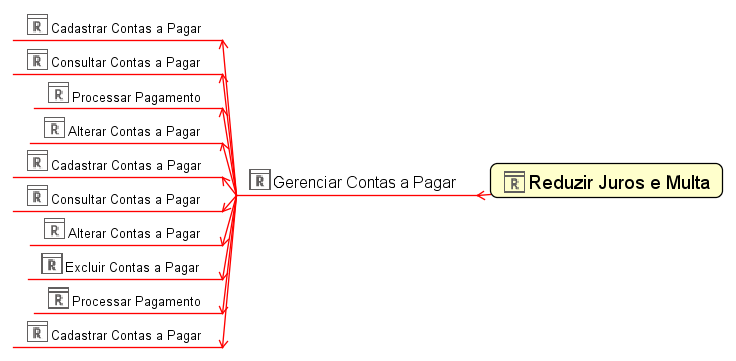 Cadastrar Contas a Pagar
Consultar Contas a Pagar
Processar Pagamento
Alterar Contas a Pagar
Cadastrar Contas a Pagar
Consultar Contas a Pagar
Alterar Contas a Pagar
Excluir Contas a Pagar
Processar Pagamento
Cadastrar Contas a Pagar
Gerenciar Contas a Pagar
Reduzir Juros e Multa